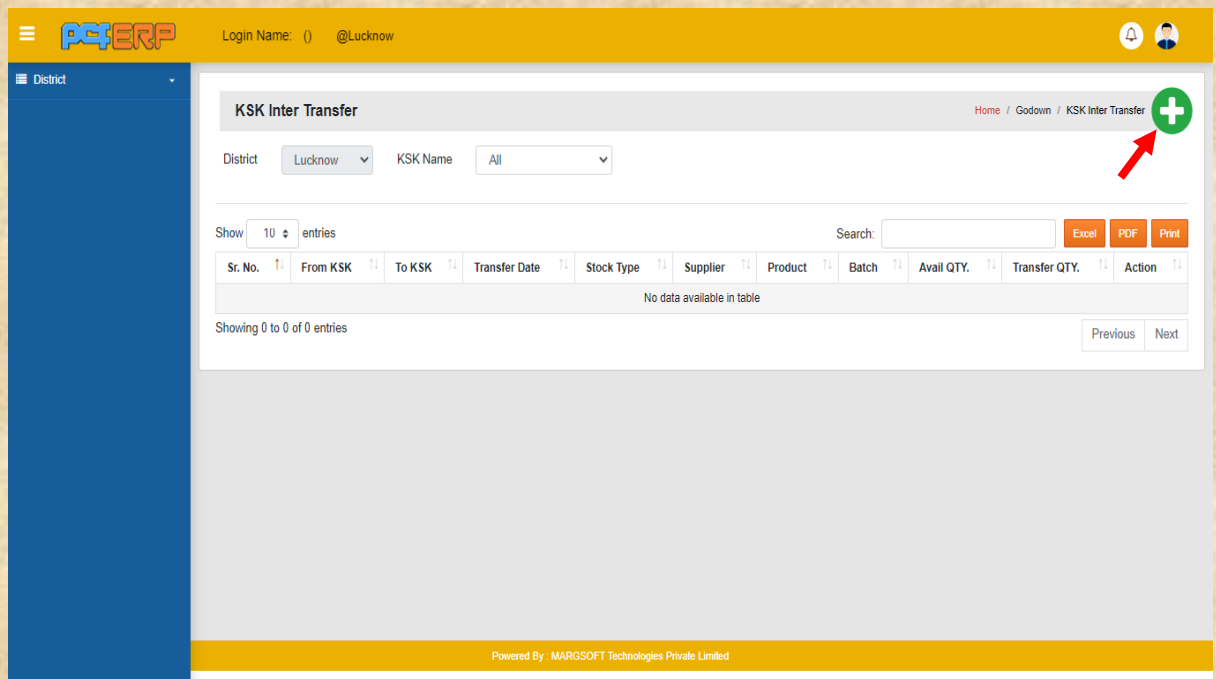 PCFERP Login Name: () @Lucknow
District
KSK Inter Transfer Home / Godown / KSK Inter Transfer
District Lucknow KSK Name All
Show 10 entries Search: Excel PDF Print
Sr. No. From KSK To KSK Transfer Date Stock Type Supplier Product Batch Avail QTY. Transfer QTY. Action
No data available in table
Showing 0 to 0 of 0 entries Previous Next
Powered By : MARGSOFT Technologies Private Limited